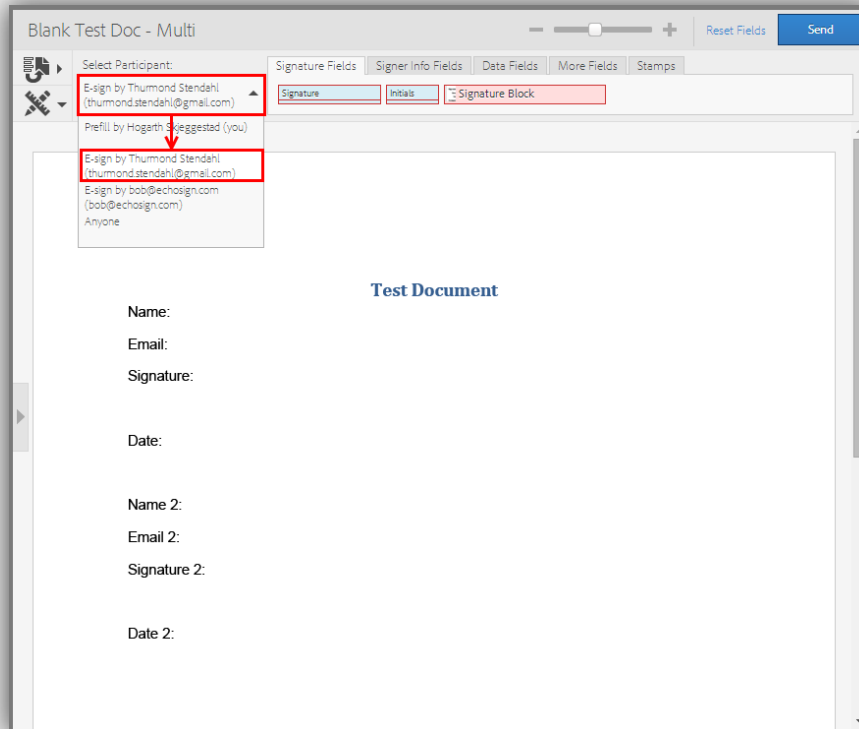 Blank Test Doc - Multi
Reset Fields
Send
Select Participant:
Signature Fields
Signer Info Fields
Data Fields
More Fields
Stamps
E-sign by Thurmond Stendahl
(thurmond.stendahl@gmail.com)
Signature
Initials
Signature Block
Prefill by Hogarth Skjeggestad (you)
E-sign by Thurmond Stendahl
(thurmond.stendahl@gmail.com)
E-sign by bob@echosign.com
(bob@echosign.com)
Anyone
Test Document
Name:
Email:
Signature:
Date:
Name 2:
Email 2:
Signature 2:
Date 2: